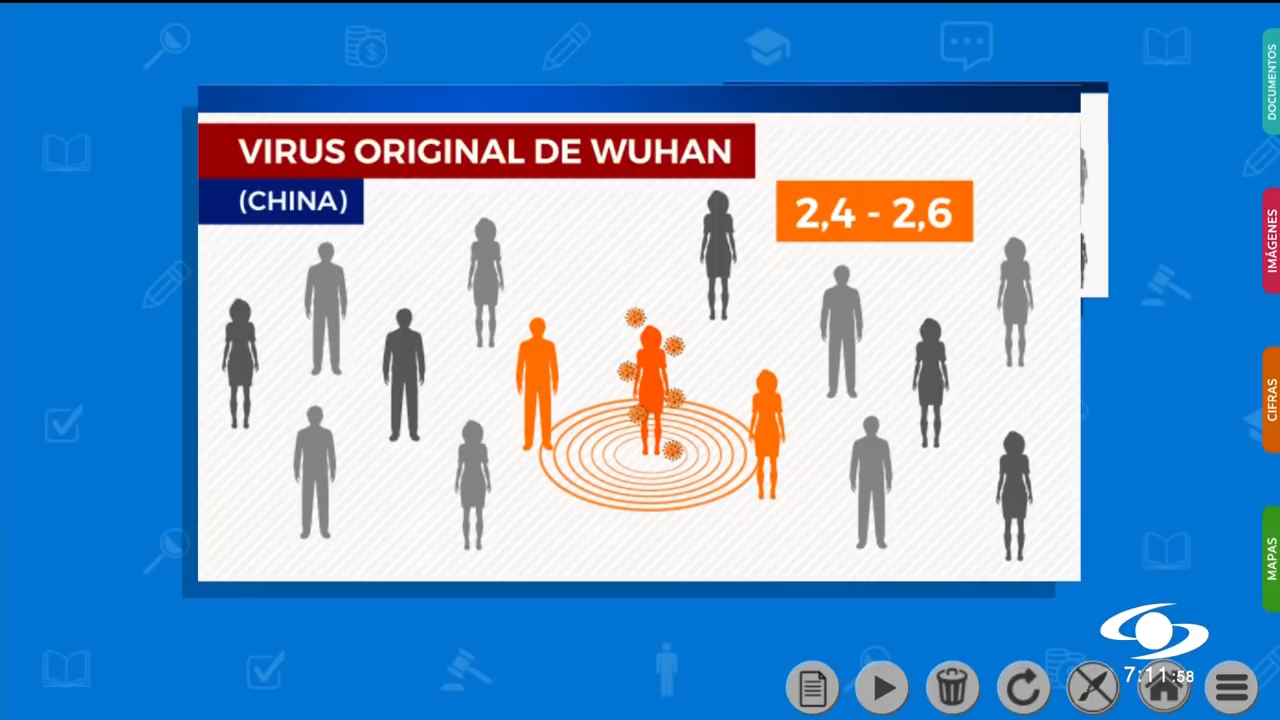 VIRUS ORIGINAL DE WUHAN
(CHINA)
2,4 - 2,6
DOCUMENTOS
IMÁGENES
CIFRAS
MAPAS
7:11:58